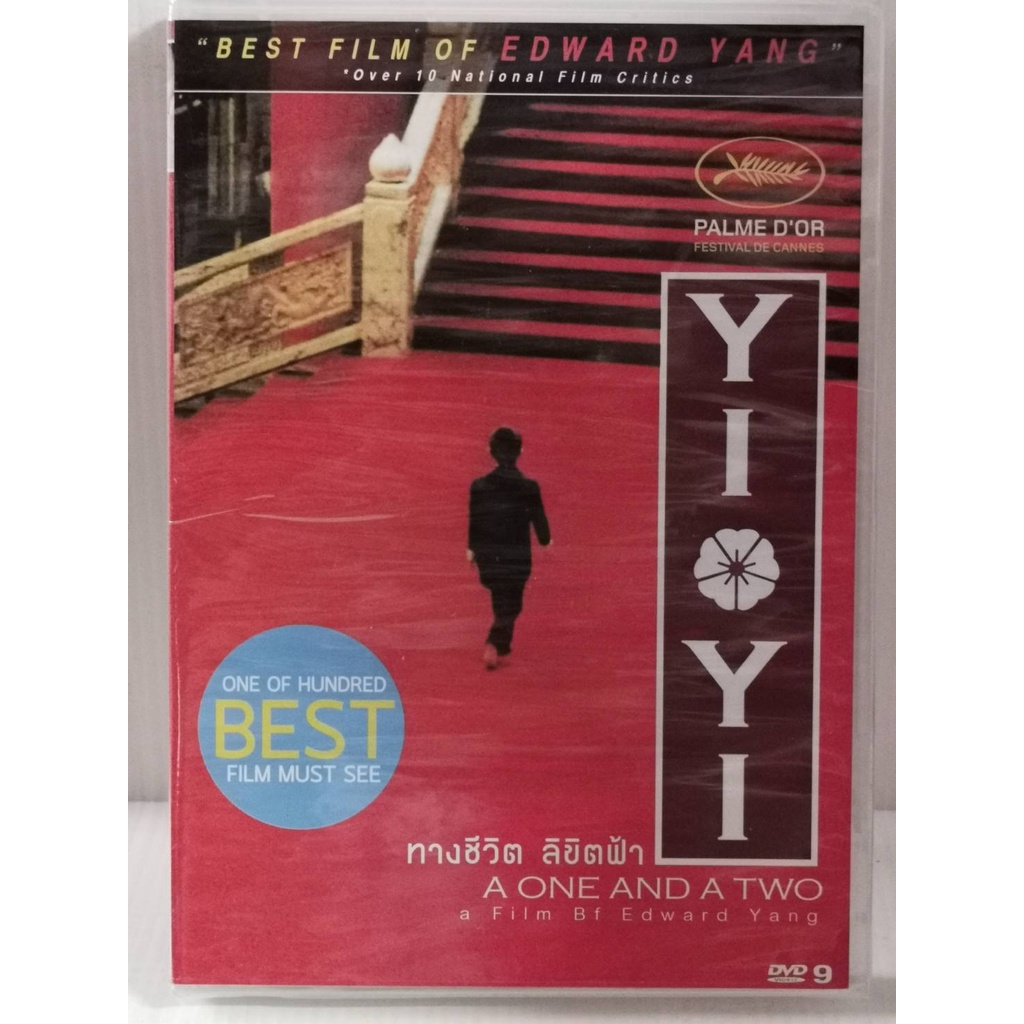 “ BEST FILM OF EDWARD YANG ”
*Over 10 National Film Critics
PALME D'OR
FESTIVAL DE CANNES
YI YI
ONE OF HUNDRED
BEST
FILM MUST SEE
ทางชีวิต ลิขิตฟ้า
A ONE AND A TWO
a Film Bf Edward Yang
DVD 9